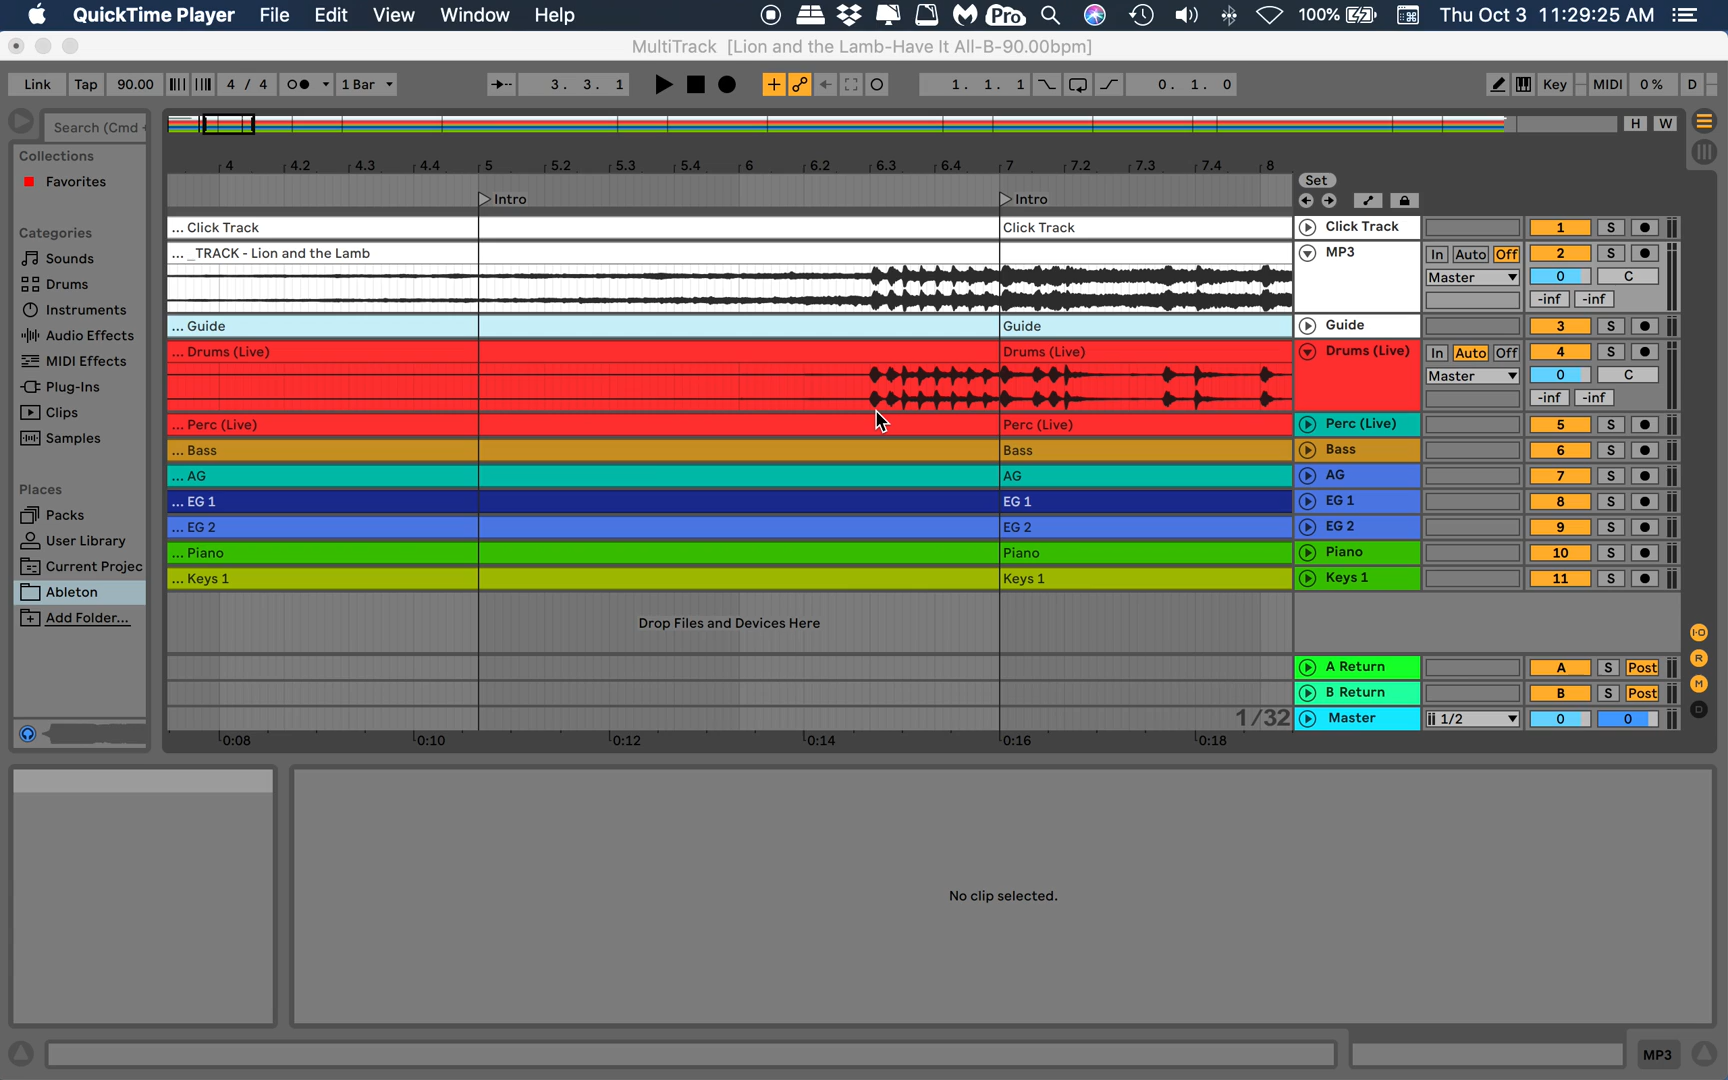 QuickTime Player File Edit View Window Help Pro 100% Thu Oct 3 11:29:25 AM
MultiTrack [Lion and the Lamb-Have It All-B-90.00bpm]
Link Tap 90.00 4 / 4 1 Bar 3. 3. 1 1. 1. 1 0. 1. 0 Key MIDI 0 % D
Search (Cmd
H W
4 4.2 4.3 4.4 5 5.2 5.3 5.4 6 6.2 6.3 6.4 7 7.2 7.3 7.4 8
Set
Intro Intro
Collections
Favorites
Categories
Sounds
Drums
Instruments
Audio Effects
MIDI Effects
Plug-Ins
Clips
Samples
Places
Packs
User Library
Current Projec
Ableton
Add Folder...
... Click Track Click Track Click Track 1 S
... _TRACK - Lion and the Lamb MP3 In Auto Off 2 S
Master 0 C
-inf -inf
... Guide Guide Guide 3 S
... Drums (Live) Drums (Live) Drums (Live) In Auto Off 4 S
Master 0 C
-inf -inf
... Perc (Live) Perc (Live) Perc (Live) 5 S
... Bass Bass Bass 6 S
... AG AG AG 7 S
... EG 1 EG 1 EG 1 8 S
... EG 2 EG 2 EG 2 9 S
... Piano Piano Piano 10 S
... Keys 1 Keys 1 Keys 1 11 S
Drop Files and Devices Here
I·O
R
M
D
A Return A S Post
B Return B S Post
1/32 Master 1/2 0 0
0:08 0:10 0:12 0:14 0:16 0:18
No clip selected.
MP3